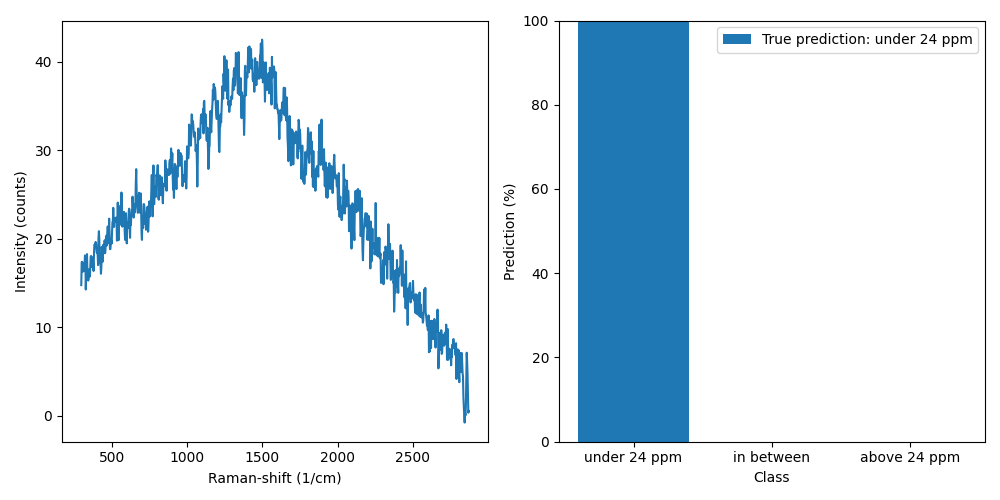 40
30
20
10
0
500 1000 1500 2000 2500
Raman-shift (1/cm)
Intensity (counts)
100
80
60
40
20
0
under 24 ppm in between above 24 ppm
Class
Prediction (%)
True prediction: under 24 ppm